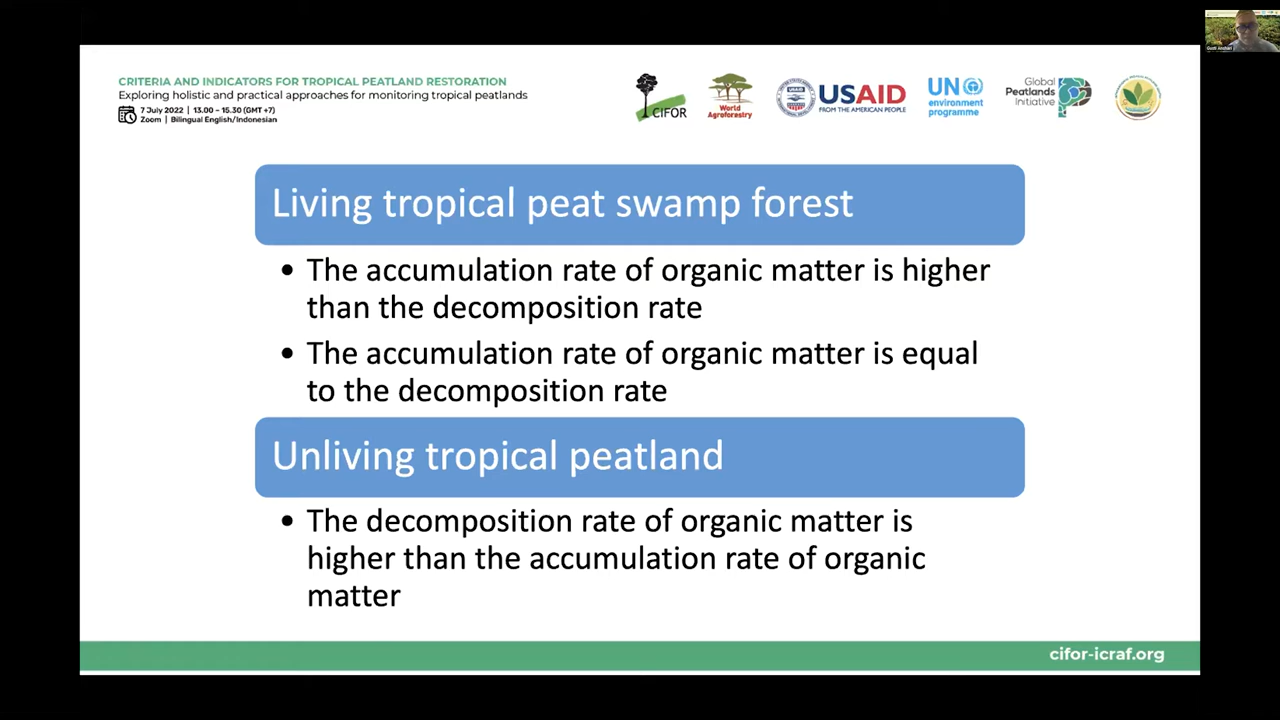 CRITERIA AND INDICATORS FOR TROPICAL PEATLAND RESTORATION
Exploring holistic and practical approaches for monitoring tropical peatlands
7 July 2022 | 13.00 - 15.30 (GMT +7)
Zoom | Bilingual English/Indonesian
CIFOR
World
Agroforestry
USAID
FROM THE AMERICAN PEOPLE
UN
environment
programme
Global
Peatlands
Initiative
Gusti Anshari
Living tropical peat swamp forest
• The accumulation rate of organic matter is higher
than the decomposition rate
• The accumulation rate of organic matter is equal
to the decomposition rate
Unliving tropical peatland
• The decomposition rate of organic matter is
higher than the accumulation rate of organic
matter
cifor-icraf.org